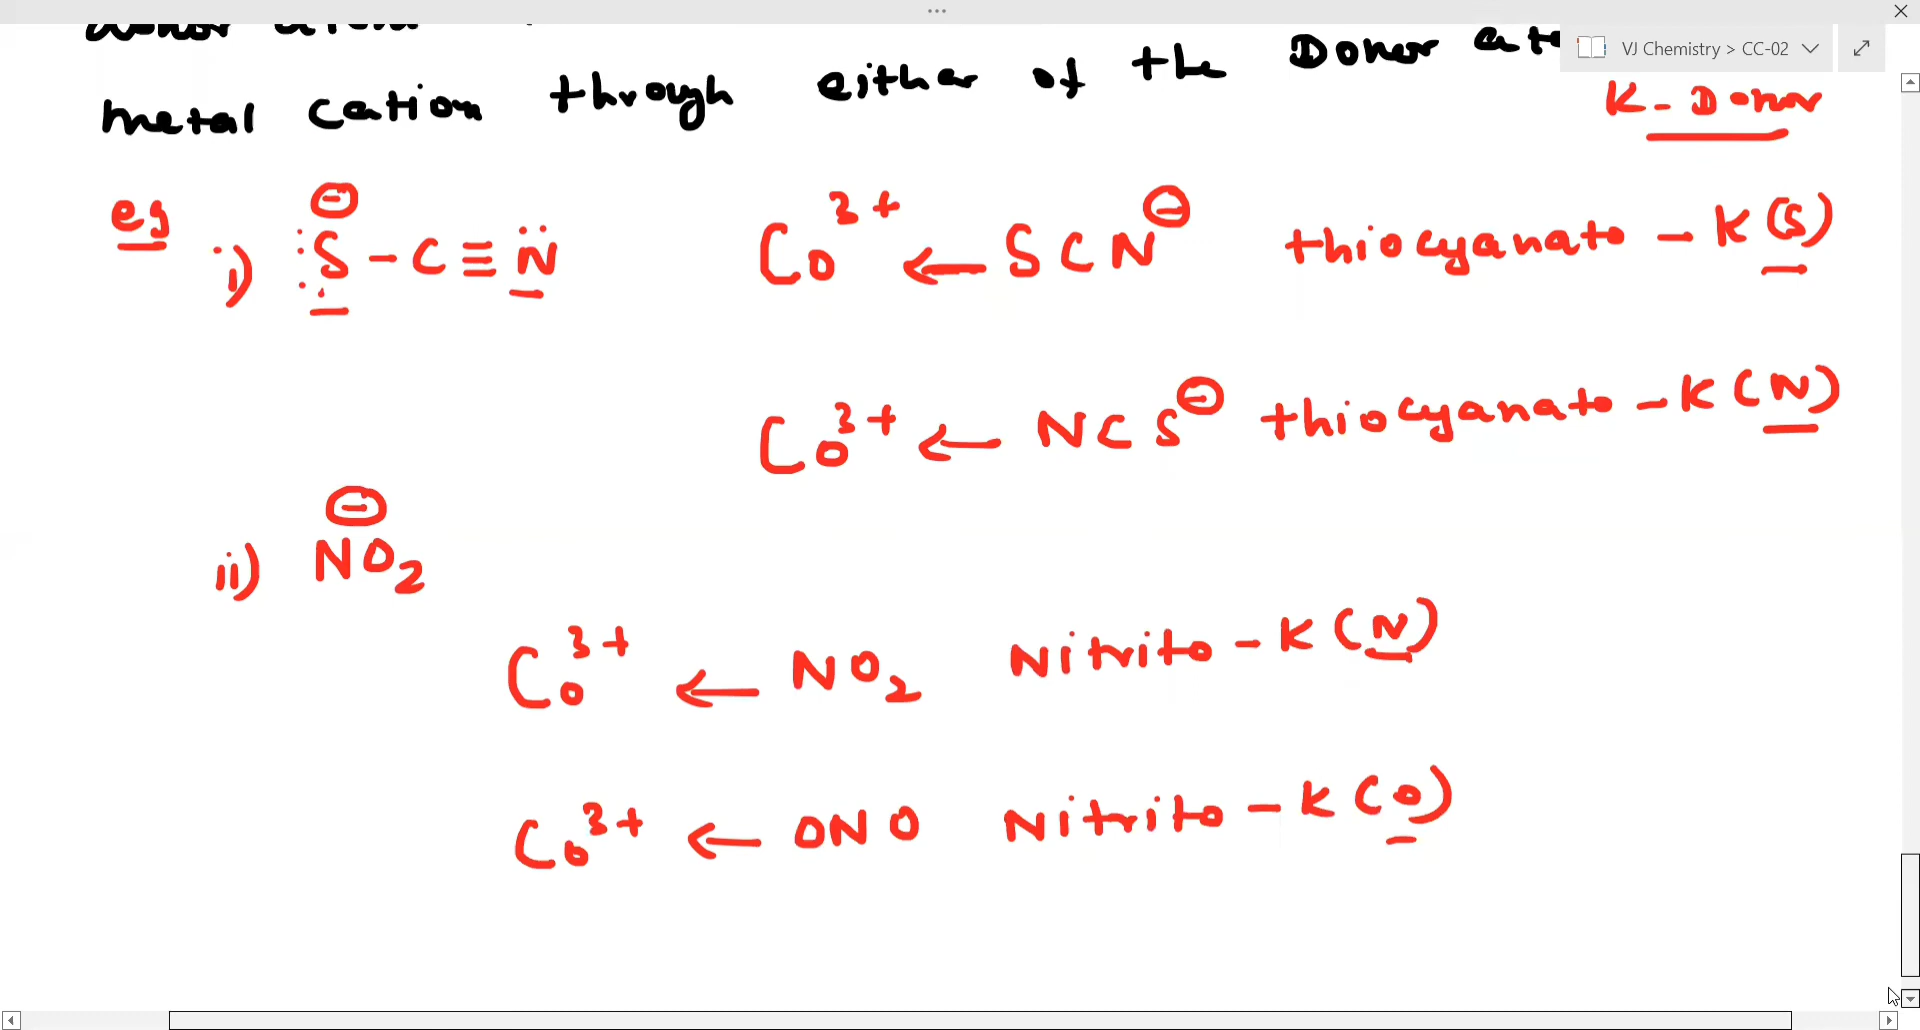 ...
VJ Chemistry > CC-02
metal cation through either of the Donor
K - Donor
eg i) :S̈⊖ - C ≡ N̈ Co³⁺ ← SCN⊖ thiocyanato - K(S)
Co³⁺ ← NCS⊖ thiocyanato - K(N)
ii) NO₂⊖
Co³⁺ ← NO₂ Nitrito - K(N)
Co³⁺ ← ONO Nitrito - K(O)